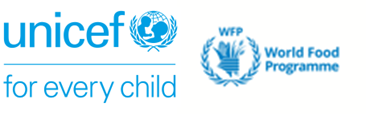 unicef
for every child
WFP
World Food
Programme